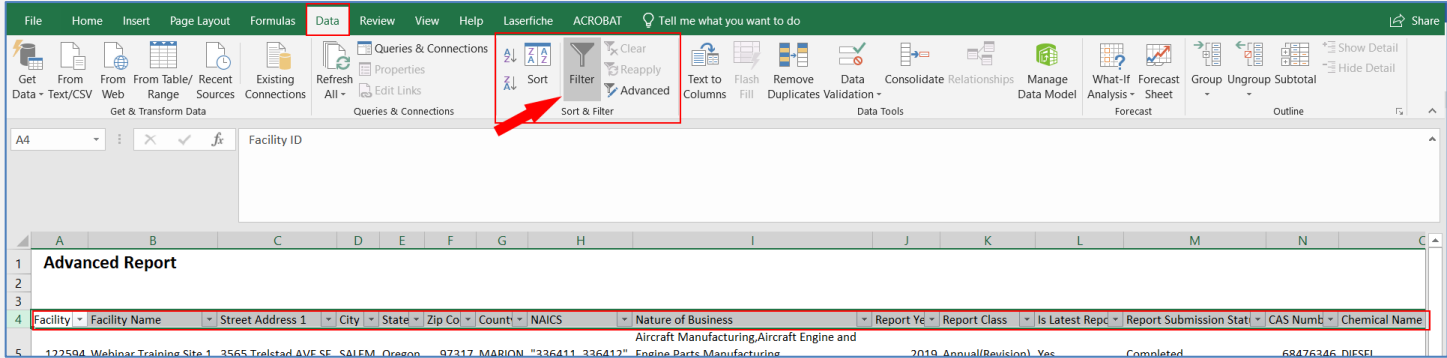 File Home Insert Page Layout Formulas Data Review View Help Laserfiche ACROBAT Tell me what you want to do Share
Get Data From Text/CSV From Web From Table/ Range Recent Sources Existing Connections
Get & Transform Data
Refresh All Queries & Connections Properties Edit Links
Queries & Connections
Sort Filter Clear Reapply Advanced
Sort & Filter
Text to Columns Flash Fill Remove Duplicates Data Validation Consolidate Relationships Manage Data Model
Data Tools
What-If Analysis Forecast Sheet
Forecast
Group Ungroup Subtotal Show Detail Hide Detail
Outline
A4 fx Facility ID
A B C D E F G H I J K L M N
1 Advanced Report
2
3
4 Facility Facility Name Street Address 1 City State Zip Co County NAICS Nature of Business Report Ye Report Class Is Latest Repo Report Submission Stat CAS Numb Chemical Name
Aircraft Manufacturing,Aircraft Engine and
5 122594 Webinar Training Site 1 3565 Trelstad AVE SE SALEM Oregon 97317 MARION "336411, 336412" Engine Parts Manufacturing 2019 Annual(Revision) Yes Completed 68476346 DIESEL